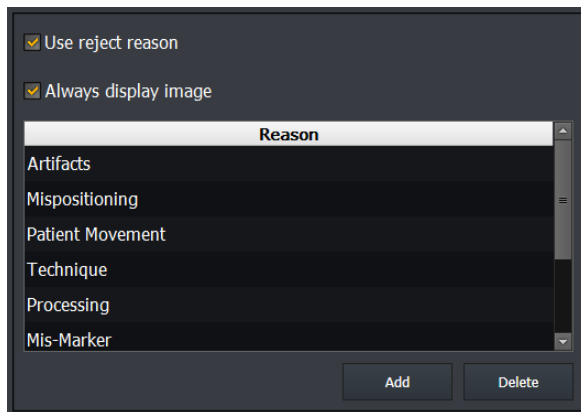 Use reject reason
Always display image
Reason
Artifacts
Mispositioning
Patient Movement
Technique
Processing
Mis-Marker
Add Delete